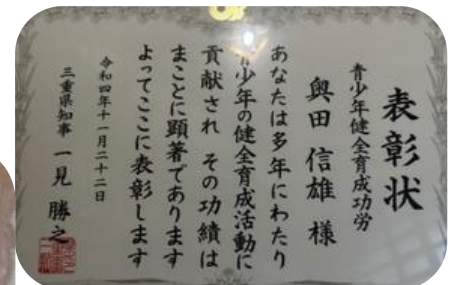 表彰状
青少年健全育成功労
奥田 信雄 様
あなたは多年にわたり
青少年の健全育成活動に
貢献され その功績は
まことに顕著であります
よってここに表彰します
令和四年十一月二十二日
三重県知事 一見 勝之